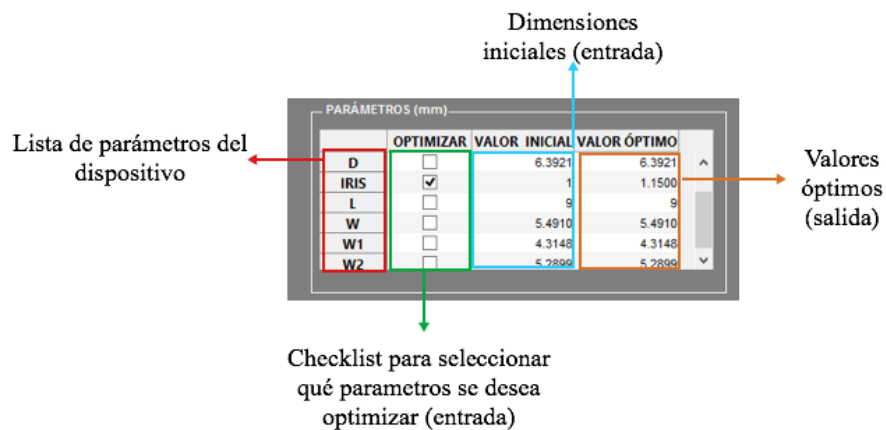 Dimensiones
iniciales (entrada)
PARÁMETROS (mm)
OPTIMIZAR VALOR INICIAL VALOR ÓPTIMO
D 6.3921 6.3921
IRIS 1 1.1500
L 9 9
W 5.4910 5.4910
W1 4.3148 4.3148
W2 5.2899 5.2899
Lista de parámetros del
dispositivo
Valores
óptimos
(salida)
Checklist para seleccionar
qué parametros se desea
optimizar (entrada)